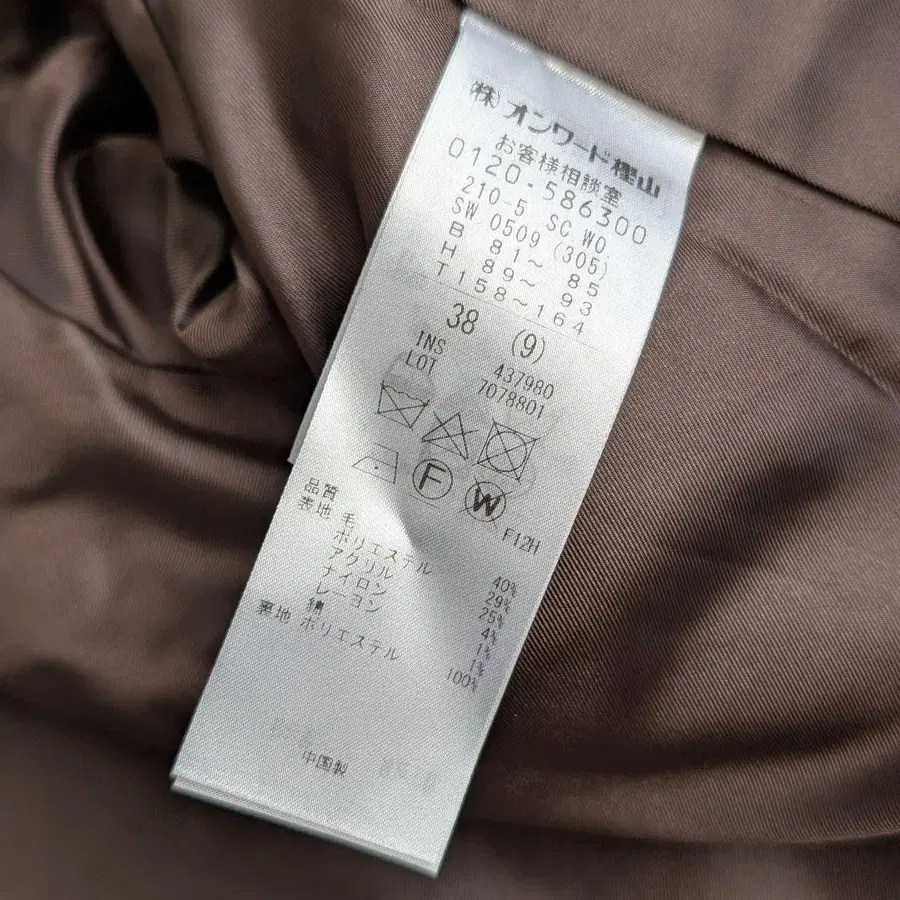 (株)オンワード樫山
お客様相談室
0120-586300
210-5 SC WO
SW 0509 (305)
B 81～ 85
H 89～ 93
T158～164
38 (9)
INS 437980
LOT 7078801
F W
F12H
品質
表地 毛 40%
ポリエステル 29%
アクリル 25%
ナイロン 4%
レーヨン 1%
綿 1%
裏地 ポリエステル 100%
中国製